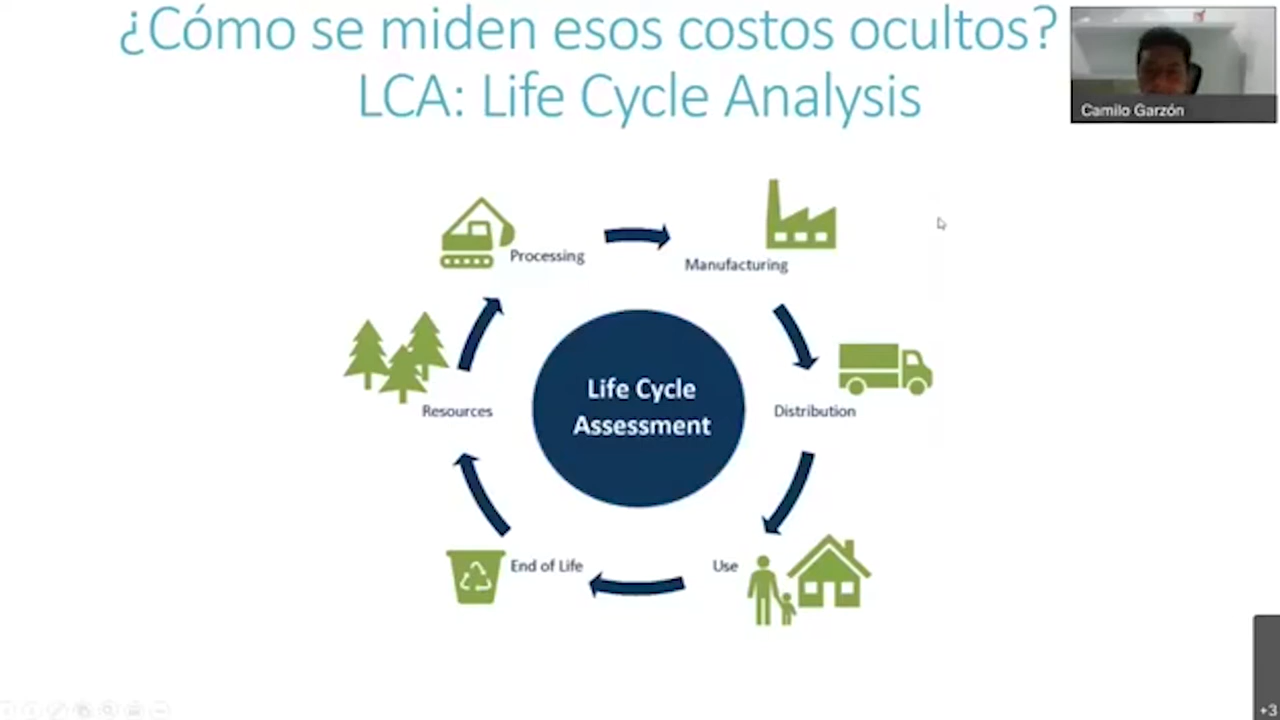 ¿Cómo se miden esos costos ocultos?
LCA: Life Cycle Analysis
Camilo Garzón
Processing
Manufacturing
Life Cycle
Assessment
Resources
Distribution
End of Life
Use
+3